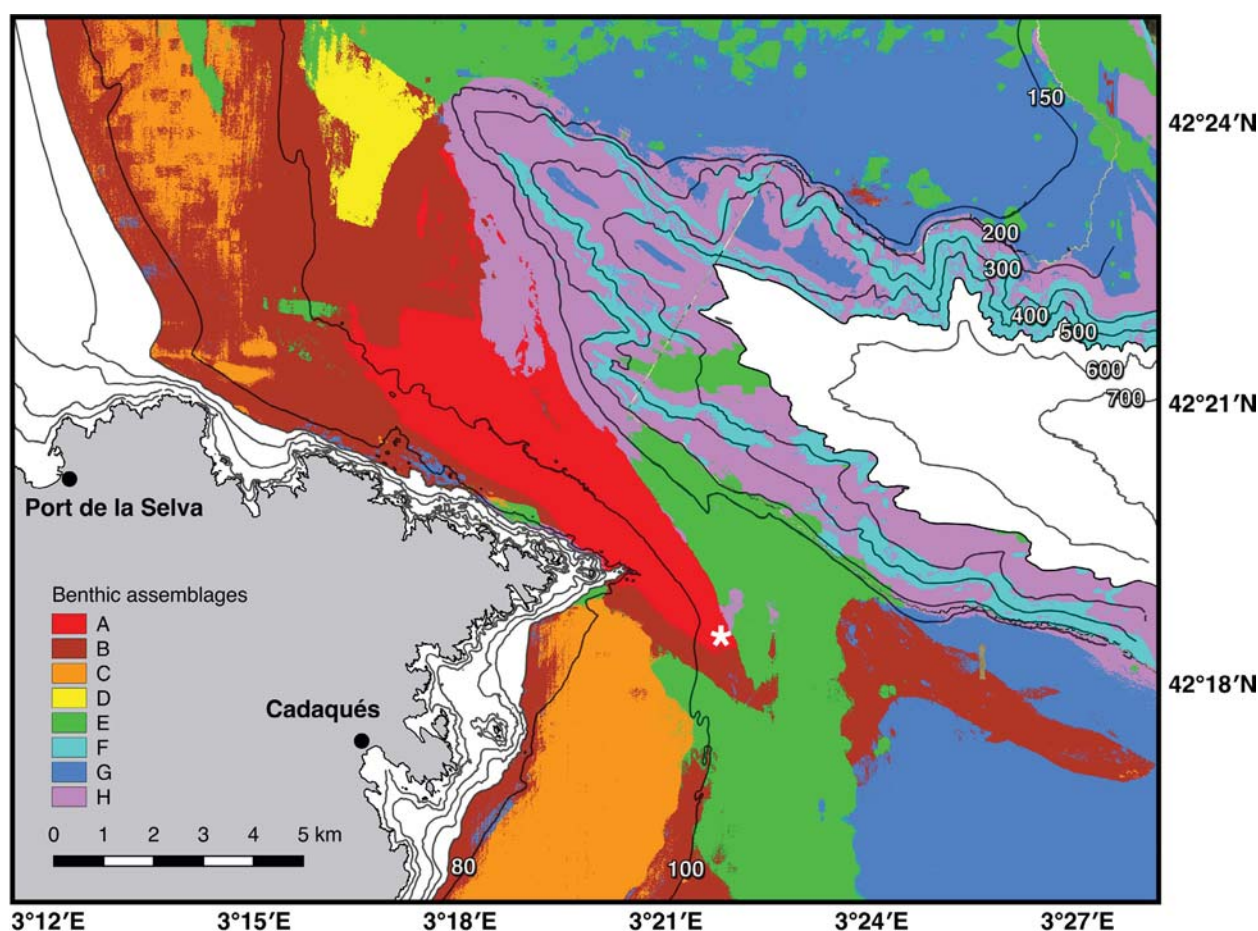 150
42°24′N
200
300
400
500
600
700
42°21′N
Port de la Selva
Benthic assemblages
A
B
C
D
E
F
G
H
*
42°18′N
Cadaqués
0 1 2 3 4 5 km
80
100
3°12′E 3°15′E 3°18′E 3°21′E 3°24′E 3°27′E